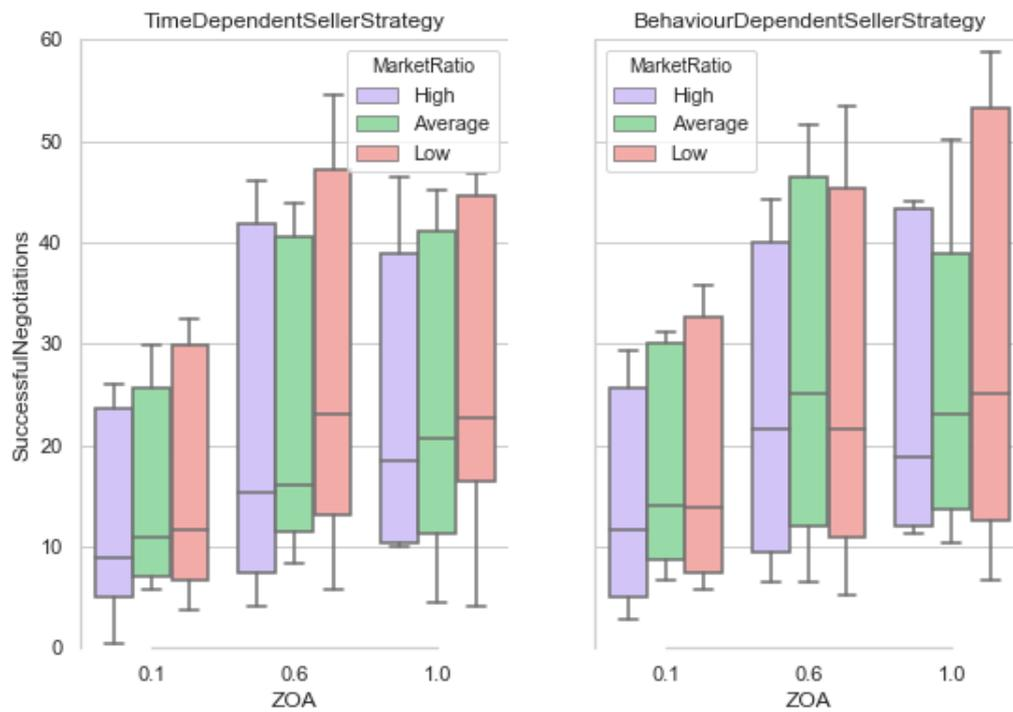 TimeDependentSellerStrategy
BehaviourDependentSellerStrategy
60
50
40
30
20
10
0
SuccessfulNegotiations
MarketRatio
High
Average
Low
MarketRatio
High
Average
Low
0.1
0.6
1.0
ZOA
0.1
0.6
1.0
ZOA